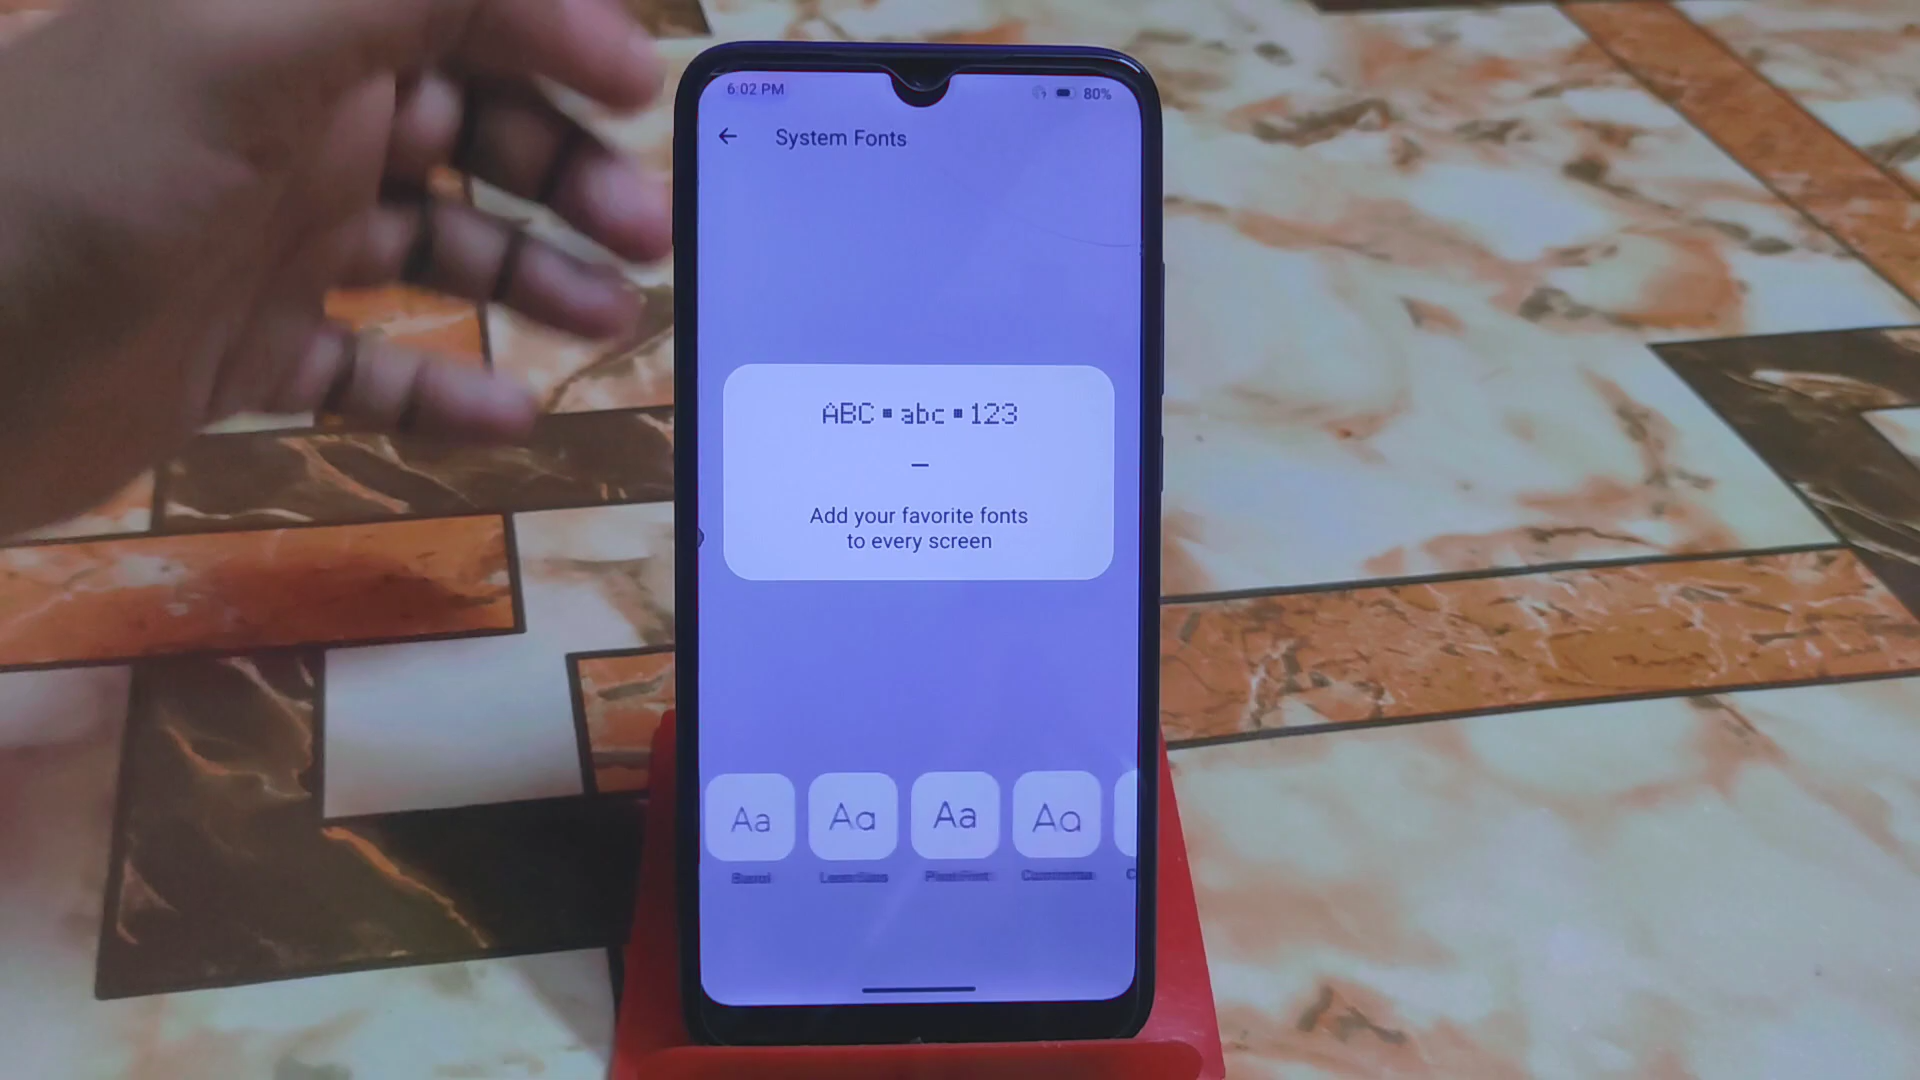 6:02 PM
80%
System Fonts
ABC▪abc▪123
Add your favorite fonts
to every screen
Aa
Aa
Aa
Aa